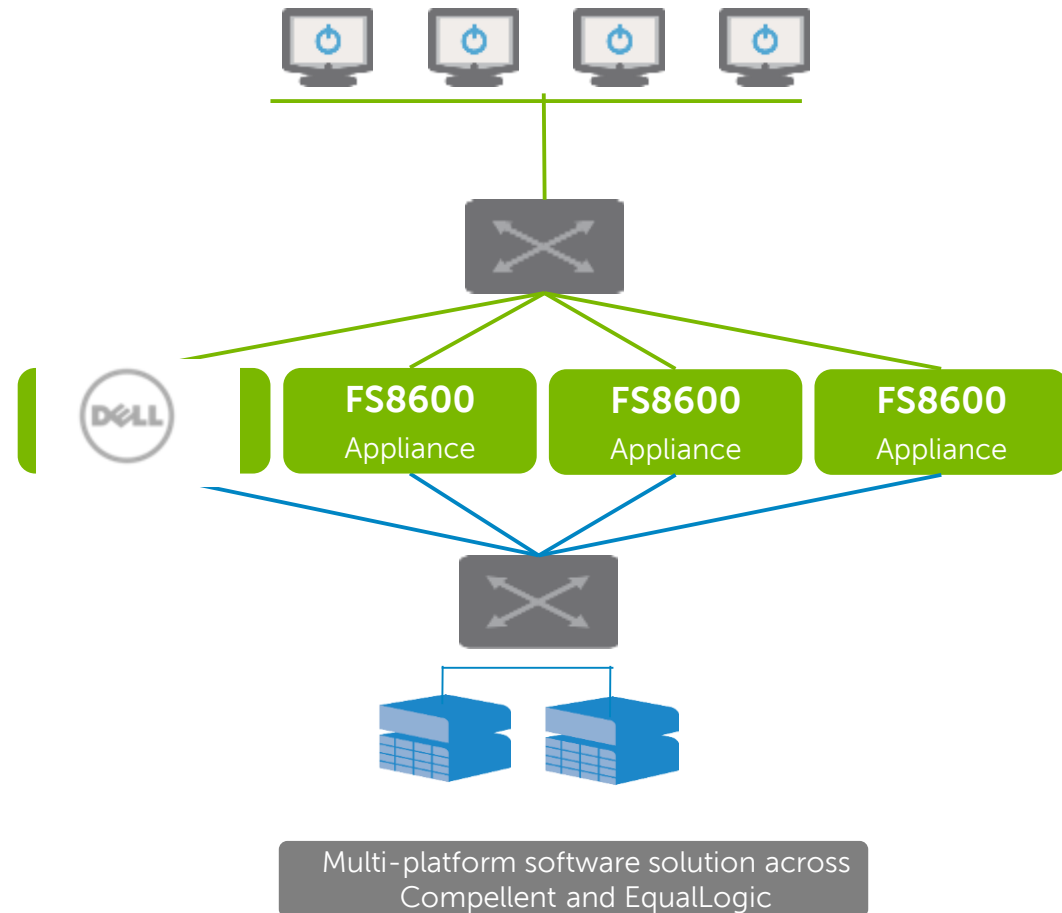 DELL
FS8600
Appliance
FS8600
Appliance
FS8600
Appliance
Multi-platform software solution across
Compellent and EqualLogic